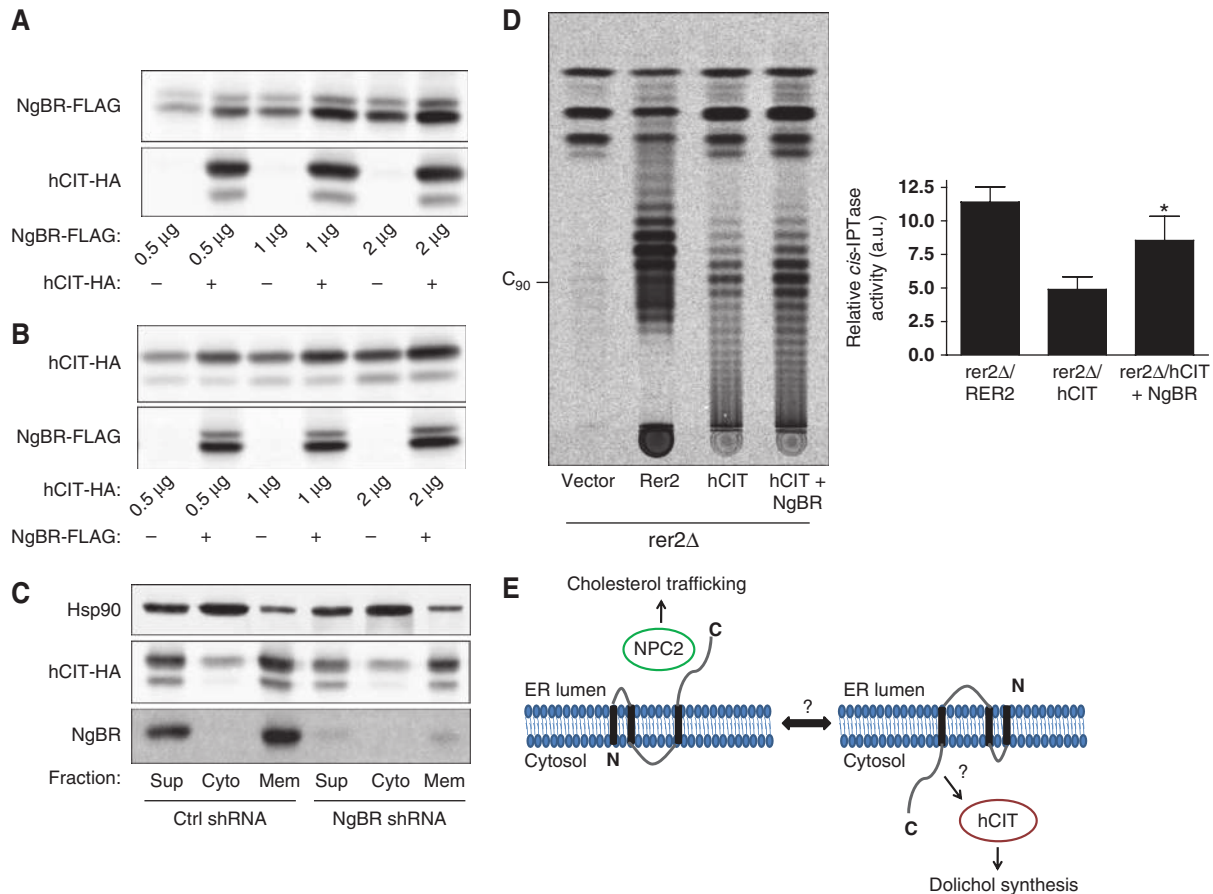 A
NgBR-FLAG
hCIT-HA
NgBR-FLAG: 0.5 µg 0.5 µg 1 µg 1 µg 2 µg 2 µg
hCIT-HA: – + – + – +
B
hCIT-HA
NgBR-FLAG
hCIT-HA: 0.5 µg 0.5 µg 1 µg 1 µg 2 µg 2 µg
NgBR-FLAG: – + – + – +
C
Hsp90
hCIT-HA
NgBR
Fraction: Sup Cyto Mem Sup Cyto Mem
Ctrl shRNA NgBR shRNA
D
C90
Vector Rer2 hCIT hCIT +
NgBR
rer2Δ
Relative cis-IPTase
activity (a.u.)
12.5
10.0
7.5
5.0
2.5
0.0
*
rer2Δ/ rer2Δ/ rer2Δ/hCIT
RER2 hCIT + NgBR
E
Cholesterol trafficking
NPC2
C
ER lumen
Cytosol
N
?
ER lumen
Cytosol
N
?
C
hCIT
Dolichol synthesis